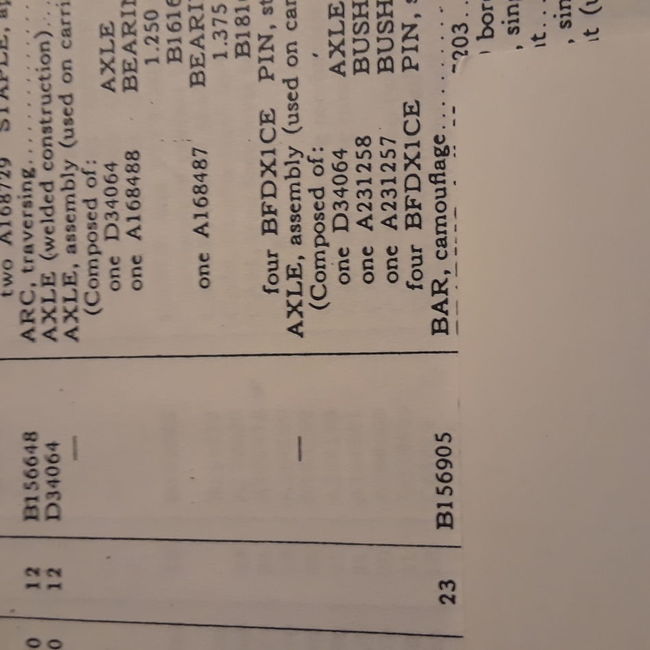 two A168729 STAPLE,
0 12 B156648 ARC, traversing..........
0 12 D34064 AXLE (welded construction)...
— AXLE, assembly (used on carri
(Composed of:
one D34064 AXLE
one A168488 BEARIN
1.250
B1616
one A168487 BEARI
1.375
B181
four BFDX1CE PIN, st
— AXLE, assembly (used on car
(Composed of:
one D34064 AXLE
one A231258 BUSH
one A231257 BUSH
four BFDX1CE PIN, s
23 B156905 BAR, camouflage..........
203...
bor
, sin
t...
, sin
t (u